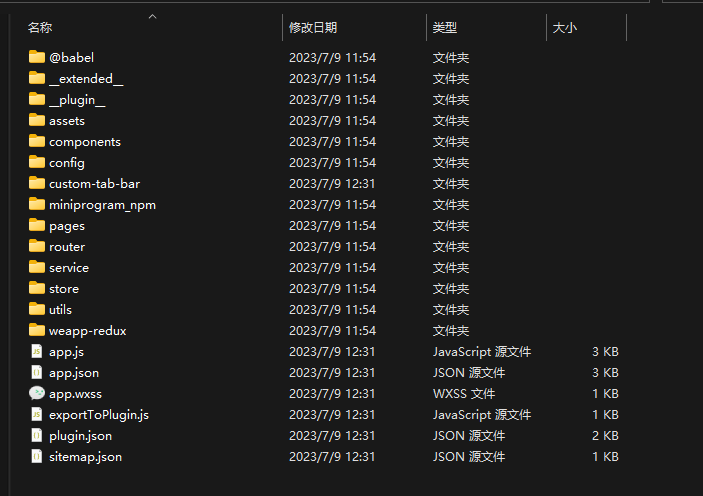 名称 修改日期 类型 大小
@babel 2023/7/9 11:54 文件夹
__extended__ 2023/7/9 11:54 文件夹
__plugin__ 2023/7/9 11:54 文件夹
assets 2023/7/9 11:54 文件夹
components 2023/7/9 11:54 文件夹
config 2023/7/9 11:54 文件夹
custom-tab-bar 2023/7/9 12:31 文件夹
miniprogram_npm 2023/7/9 11:54 文件夹
pages 2023/7/9 11:54 文件夹
router 2023/7/9 11:54 文件夹
service 2023/7/9 11:54 文件夹
store 2023/7/9 11:54 文件夹
utils 2023/7/9 11:54 文件夹
weapp-redux 2023/7/9 11:54 文件夹
app.js 2023/7/9 12:31 JavaScript 源文件 3 KB
app.json 2023/7/9 12:31 JSON 源文件 3 KB
app.wxss 2023/7/9 12:31 WXSS 文件 1 KB
exportToPlugin.js 2023/7/9 12:31 JavaScript 源文件 1 KB
plugin.json 2023/7/9 12:31 JSON 源文件 2 KB
sitemap.json 2023/7/9 12:31 JSON 源文件 1 KB